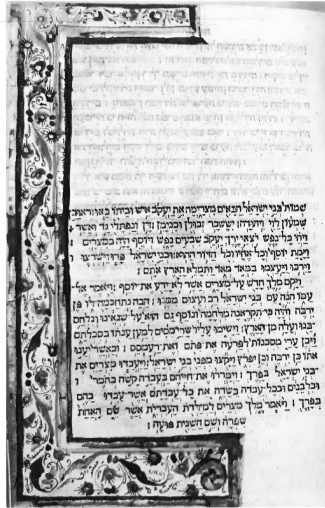 שמות בני ישראל הבאים מצרימה את יעקב איש וביתו באו׃ ראובן
שמעון לוי ויהודה׃ יששכר זבולן ובנימן׃ דן ונפתלי גד ואשר׃
ויהי כל נפש יצאי ירך יעקב שבעים נפש ויוסף היה במצרים׃
וימת יוסף וכל אחיו וכל הדור ההוא׃ ובני ישראל פרו וישרצו
וירבו ויעצמו במאד מאד ותמלא הארץ אתם׃
ויקם מלך חדש על מצרים אשר לא ידע את יוסף׃ ויאמר אל
עמו הנה עם בני ישראל רב ועצום ממנו׃ הבה נתחכמה לו פן
ירבה והיה כי תקראנה מלחמה ונוסף גם הוא על שנאינו ונלחם
בנו ועלה מן הארץ׃ וישימו עליו שרי מסים למען ענתו בסבלתם
ויבן ערי מסכנות לפרעה את פתם ואת רעמסס׃ וכאשר יענו
אתו כן ירבה וכן יפרץ ויקצו מפני בני ישראל׃ ויעבדו מצרים את
בני ישראל בפרך׃ וימררו את חייהם בעבדה קשה בחמר
ובלבנים ובכל עבדה בשדה את כל עבדתם אשר עבדו בהם
בפרך׃ ויאמר מלך מצרים למילדת העברית אשר שם האחת
שפרה ושם השנית פועה׃